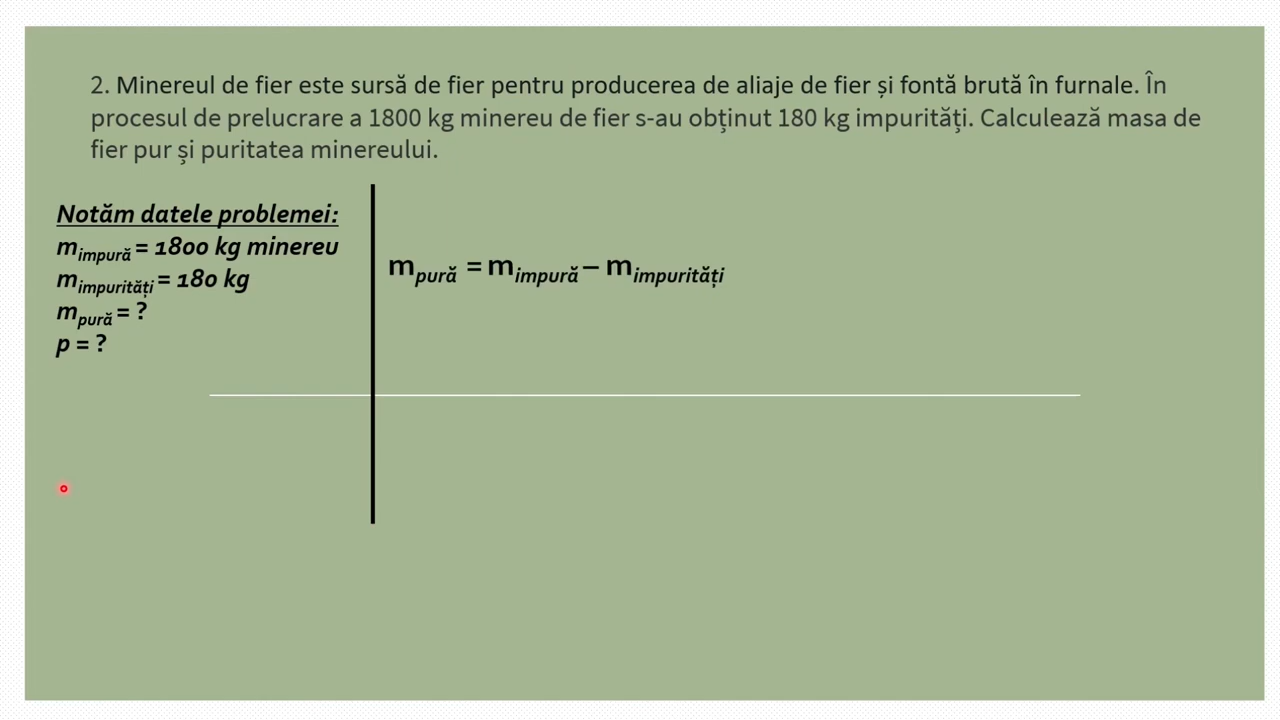 2. Minereul de fier este sursă de fier pentru producerea de aliaje de fier și fontă brută în furnale. În
procesul de prelucrare a 1800 kg minereu de fier s-au obținut 180 kg impurități. Calculează masa de
fier pur și puritatea minereului.
Notăm datele problemei:
mimpură = 1800 kg minereu
mimpurități = 180 kg
mpură = ?
p = ?
mpură = mimpură – mimpurități